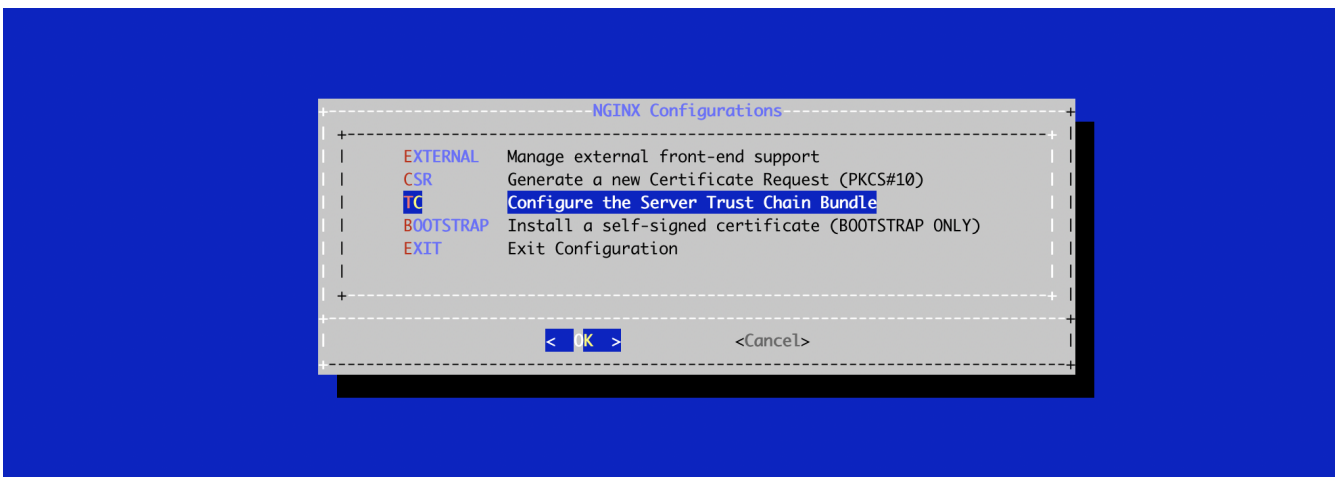 NGINX Configurations
EXTERNAL Manage external front-end support
CSR Generate a new Certificate Request (PKCS#10)
TC Configure the Server Trust Chain Bundle
BOOTSTRAP Install a self-signed certificate (BOOTSTRAP ONLY)
EXIT Exit Configuration
< OK > <Cancel>